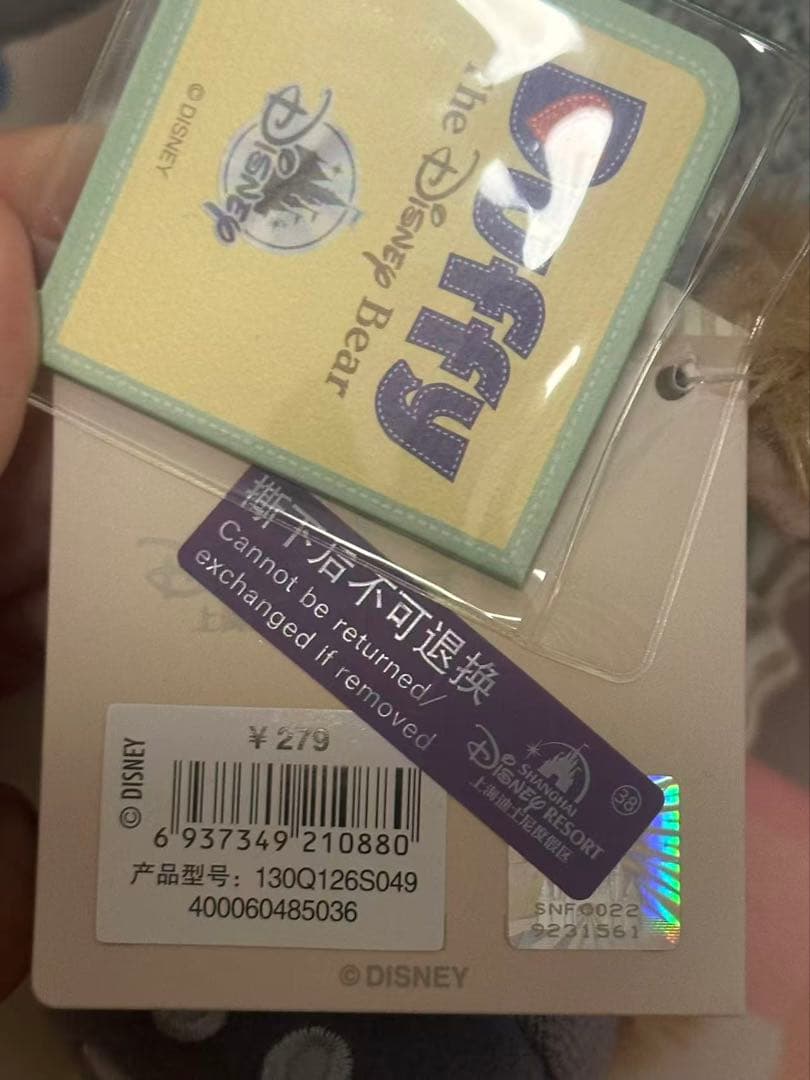 Duffy
The Disney Bear
Disney
© DISNEY
撕下后不可退换
Cannot be returned/
exchanged if removed
SHANGHAI
DISNEY RESORT
上海迪士尼度假区
38
© DISNEY
¥ 279
6 937349 210880
产品型号：130Q126S049
400060485036
9231561
© DISNEY